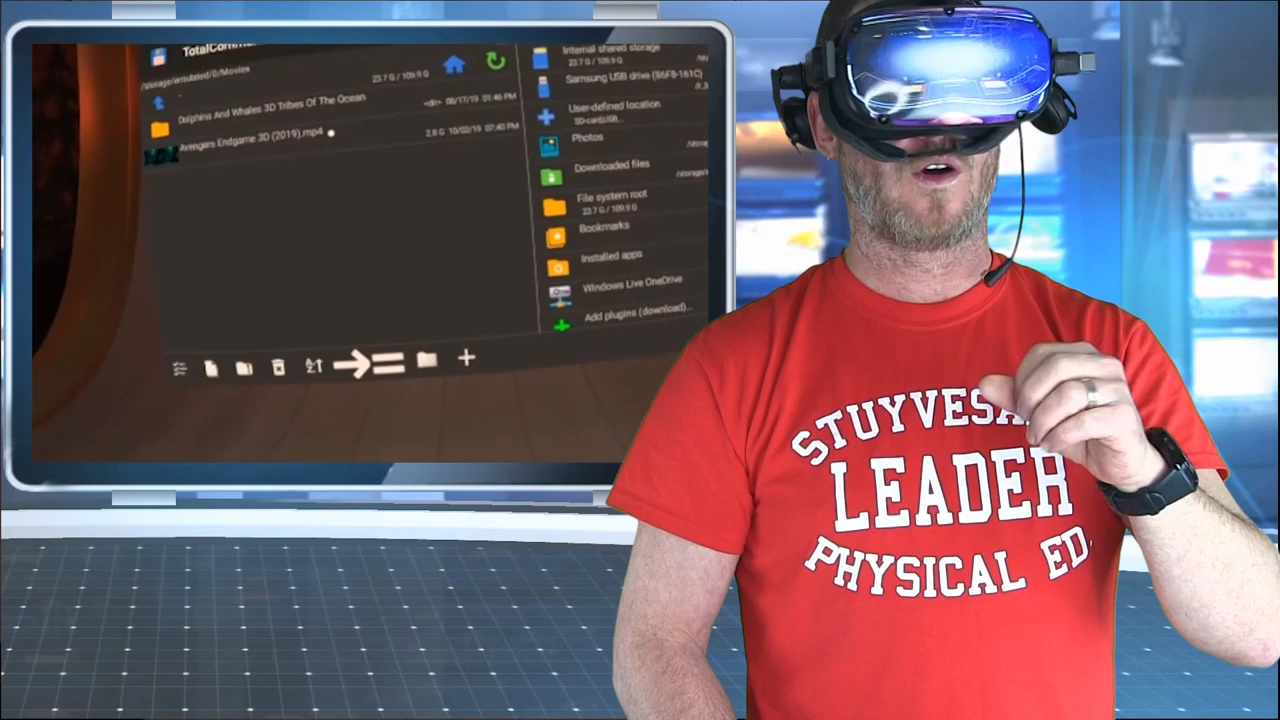 TotalComm
/storage/emulated/0/Movies
23.7 G / 109.9 G
..
Dolphins And Whales 3D Tribes Of The Ocean
<dir> 08/17/19 01:46 PM
Avengers Endgame 3D (2019).mp4
2.8 G 10/03/19 07:40 PM
Internal shared storage
23.7 G / 109.9 G
Samsung USB drive (B6F8-161C)
User-defined location
Photos
Downloaded files
File system root
23.7 G / 109.9 G
Bookmarks
Installed apps
Windows Live OneDrive
Add plugins (download)...
STUYVESA
LEADER
PHYSICAL ED.